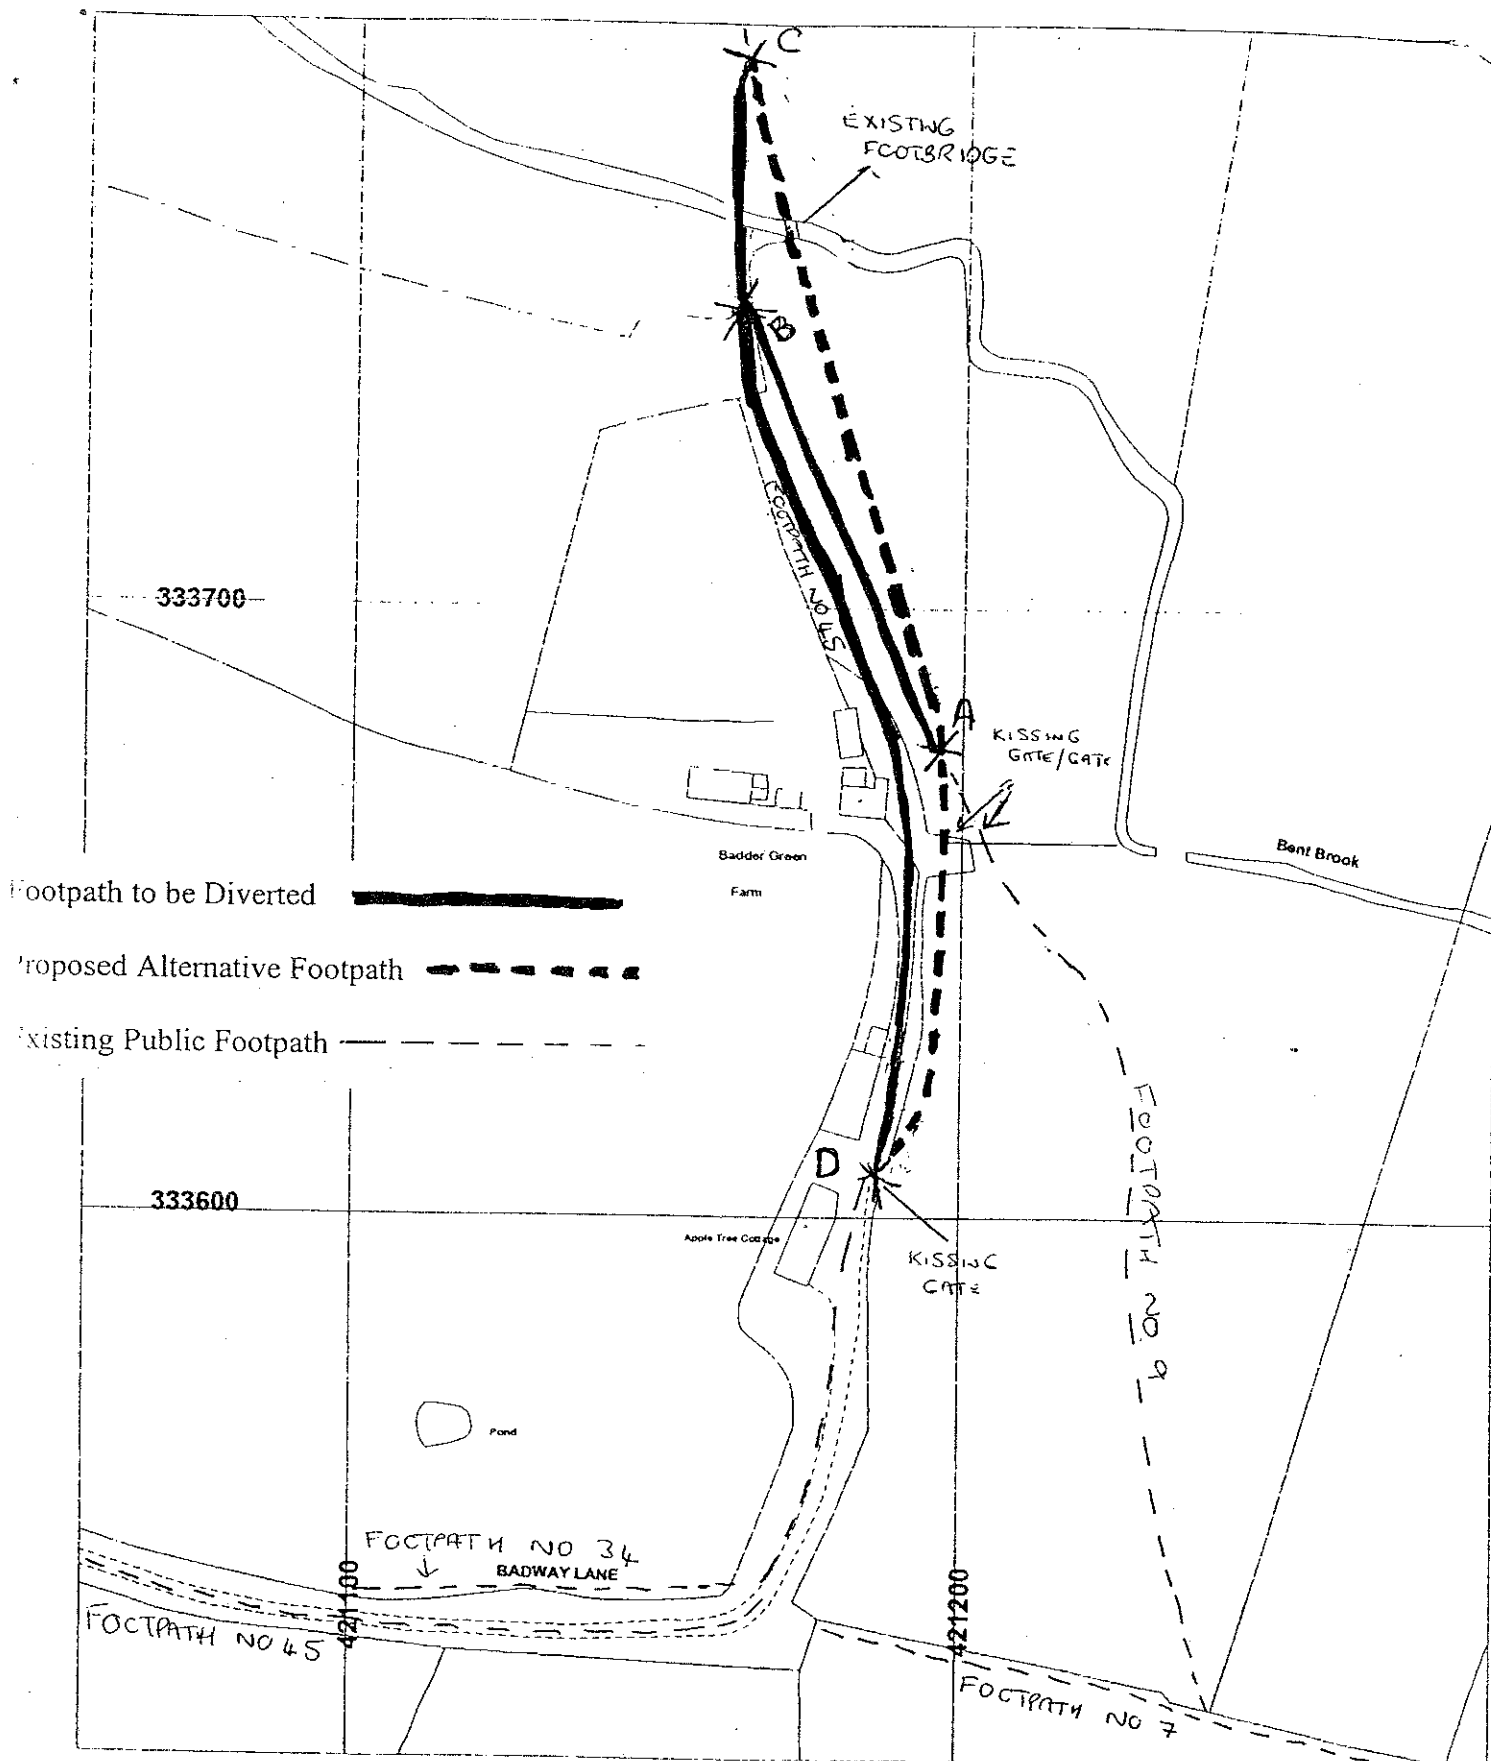 C
EXISTING
FOOTBRIDGE
B
FOOTPATH NO 45
333700
A
KISSING
GATE/GATE
Badder Green
Farm
Bent Brook
Footpath to be Diverted
Proposed Alternative Footpath
Existing Public Footpath
FOOTPATH NO 9
D
333600
Apple Tree Cottage
KISSING
GATE
Pond
FOOTPATH NO 34
BADWAY LANE
421100
421200
FOOTPATH NO 45
FOOTPATH NO 7